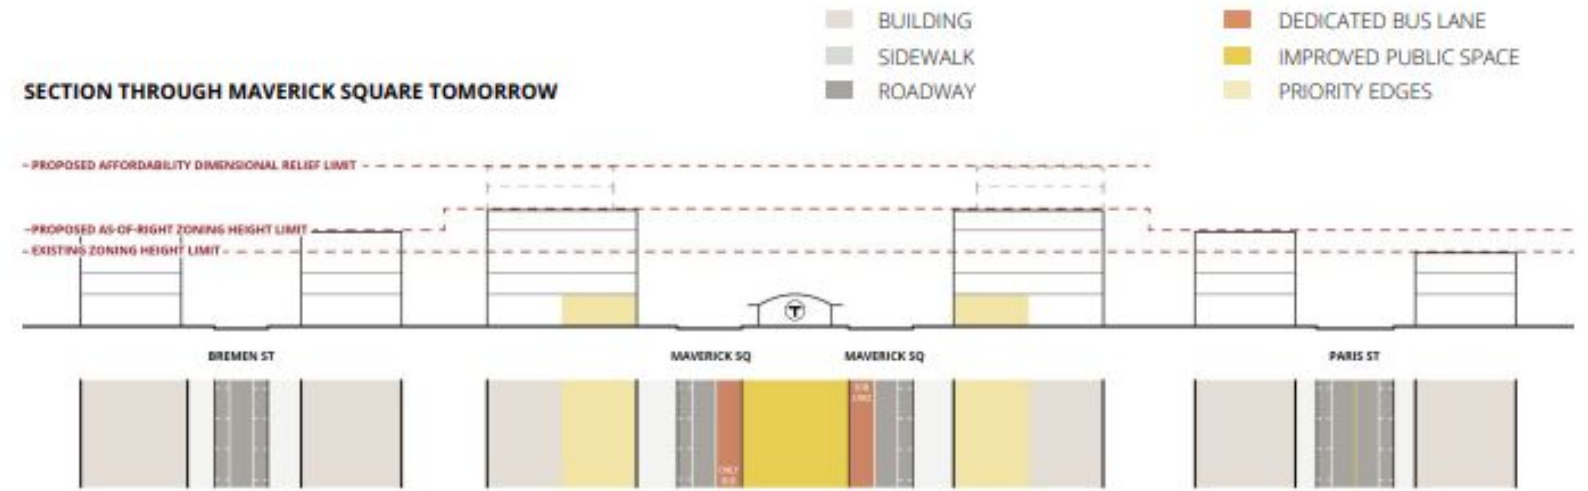 BUILDING
DEDICATED BUS LANE
SIDEWALK
IMPROVED PUBLIC SPACE
SECTION THROUGH MAVERICK SQUARE TOMORROW
ROADWAY
PRIORITY EDGES
PROPOSED AFFORDABILITY DIMENSIONAL RELIEF LIMIT
PROPOSED AS-OF-RIGHT ZONING HEIGHT LIMIT
EXISTING ZONING HEIGHT LIMIT
T
BREMEN ST
MAVERICK SQ
MAVERICK SQ
PARIS ST